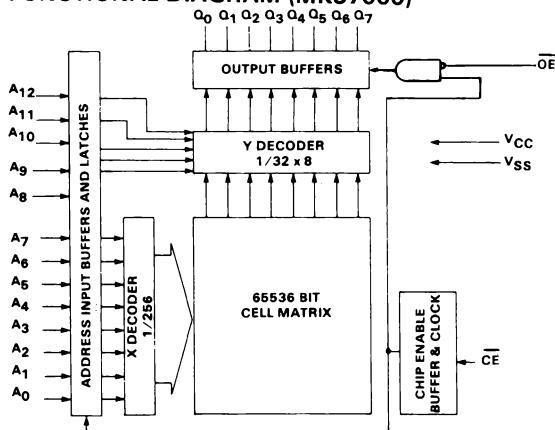 FUNCTIONAL DIAGRAM (MK37000)
Q0 Q1 Q2 Q3 Q4 Q5 Q6 Q7
OUTPUT BUFFERS
OE
A12
A11
A10
A9
A8
A7
A6
A5
A4
A3
A2
A1
A0
ADDRESS INPUT BUFFERS AND LATCHES
Y DECODER
1/32 x 8
VCC
VSS
X DECODER
1/256
65536 BIT
CELL MATRIX
CHIP ENABLE
BUFFER & CLOCK
CE